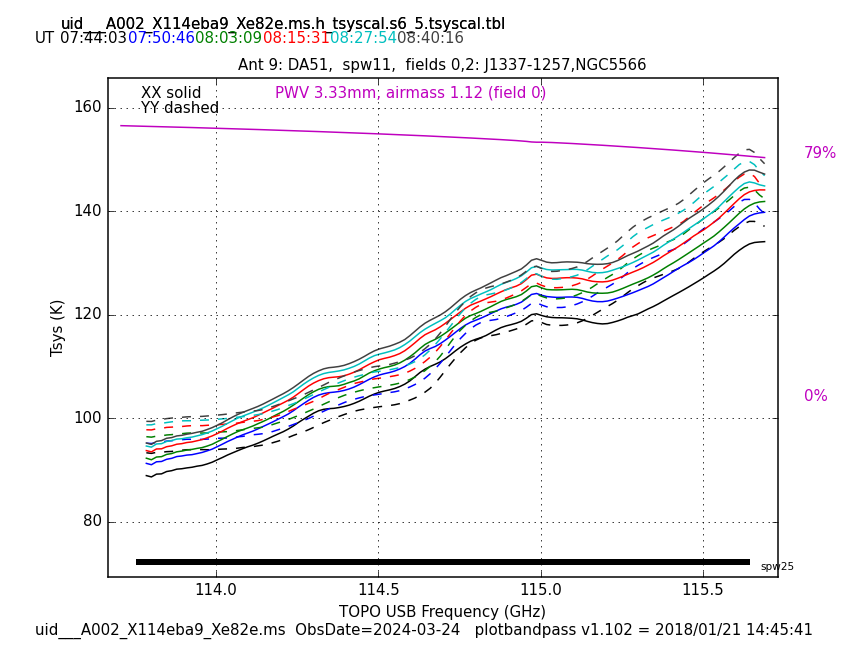 uid___A002_X114eba9_Xe82e.ms.h_tsyscal.s6_5.tsyscal.tbl
UT 07:44:03 07:50:46 08:03:09 08:15:31 08:27:54 08:40:16
Ant 9: DA51, spw11, fields 0,2: J1337-1257,NGC5566
XX solid
PWV 3.33mm, airmass 1.12 (field 0)
YY dashed
160
79%
140
120
Tsys (K)
0%
100
80
spw25
114.0 114.5 115.0 115.5
TOPO USB Frequency (GHz)
uid___A002_X114eba9_Xe82e.ms ObsDate=2024-03-24 plotbandpass v1.102 = 2018/01/21 14:45:41